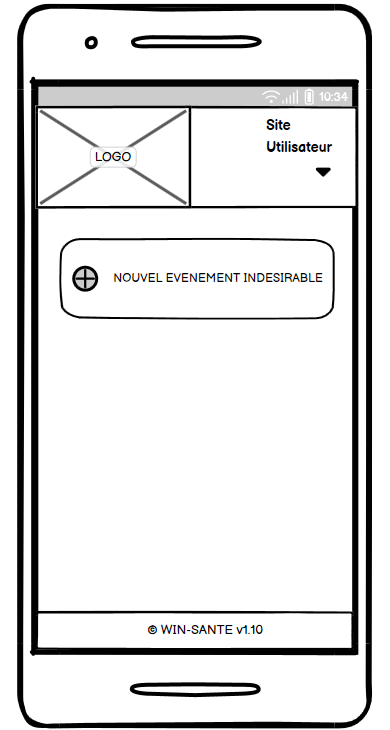 10:34
LOGO
Site
Utilisateur
NOUVEL EVENEMENT INDESIRABLE
© WIN-SANTE v1.10